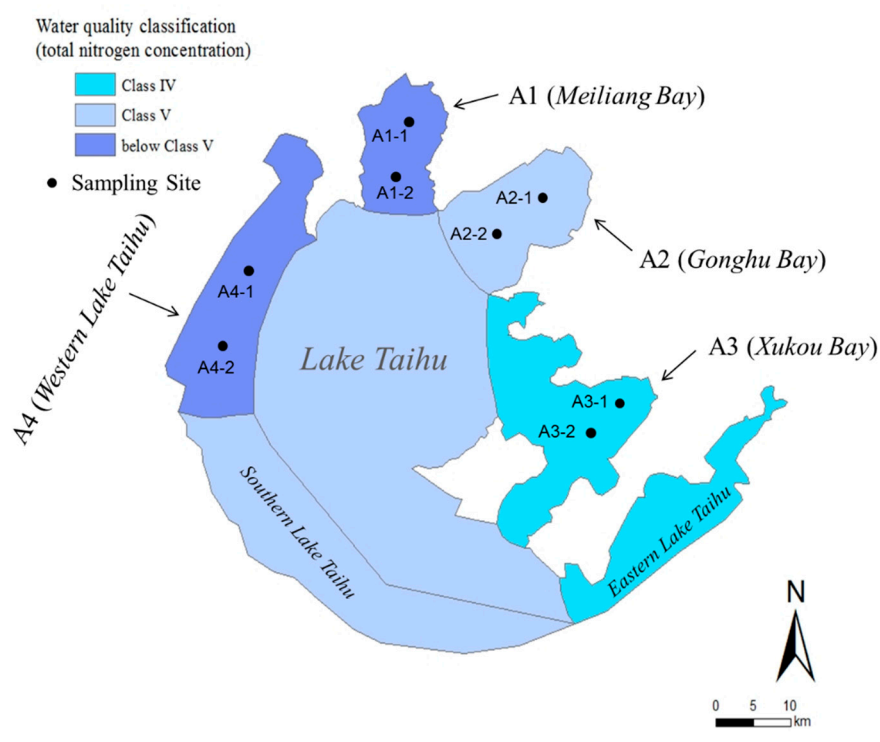 Water quality classification
(total nitrogen concentration)
Class IV
Class V
below Class V
Sampling Site
A1 (Meiliang Bay)
A1-1
A1-2
A2-1
A2-2
A2 (Gonghu Bay)
A4-1
A4-2
A4 (Western Lake Taihu)
Lake Taihu
A3 (Xukou Bay)
A3-1
A3-2
Southern Lake Taihu
Eastern Lake Taihu
N
0 5 10
km